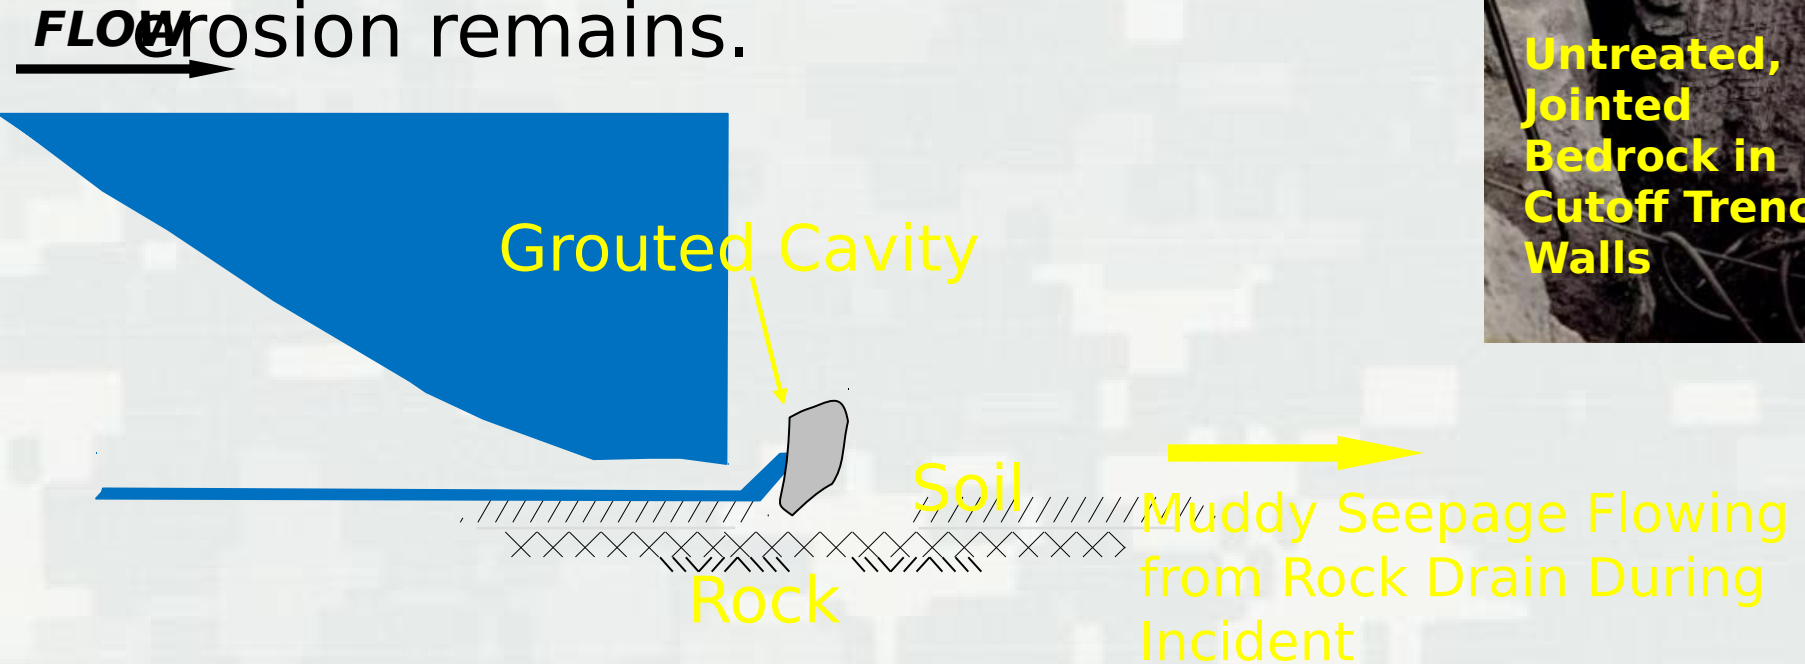 FLOW
erosion remains.
Untreated,
Jointed
Bedrock in
Cutoff Trenc
Walls
Grouted Cavity
Soil
Muddy Seepage Flowing
from Rock Drain During
Incident
Rock